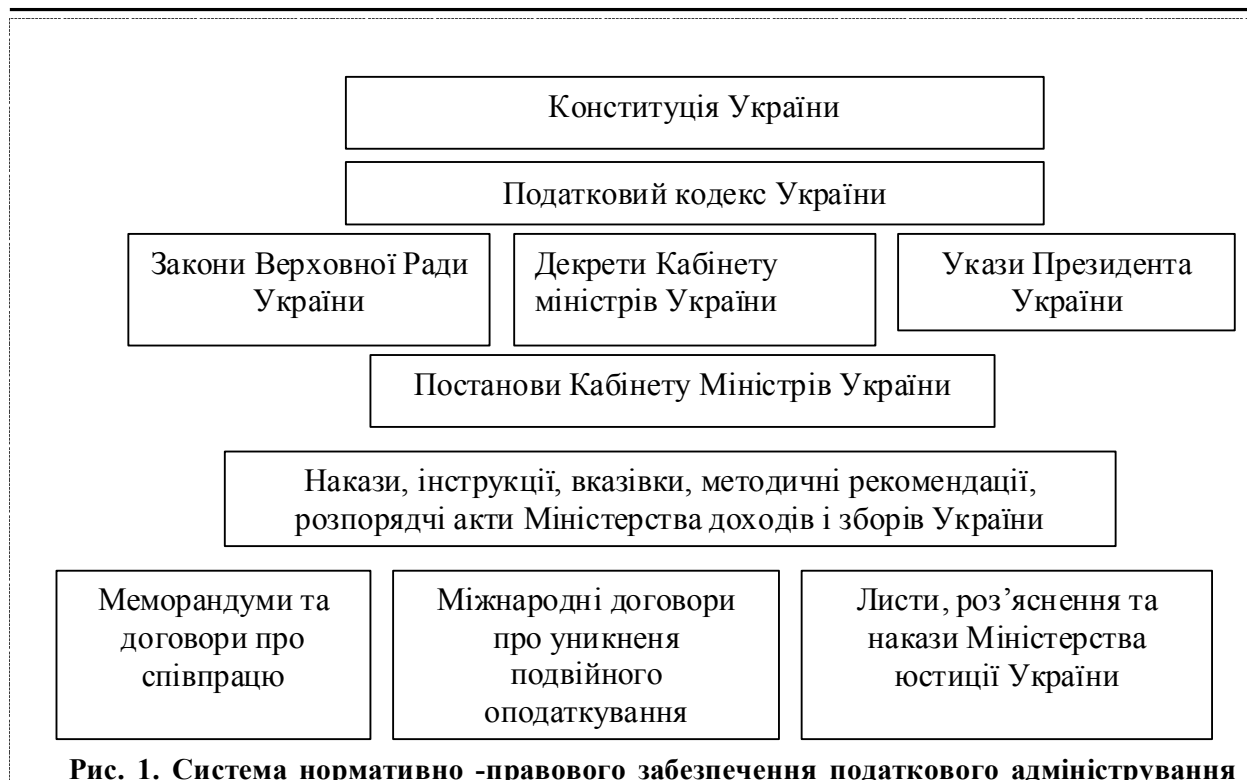 Конституція України
Податковий кодекс України
Закони Верховної Ради
України
Декрети Кабінету
міністрів України
Укази Президента
України
Постанови Кабінету Міністрів України
Накази, інструкції, вказівки, методичні рекомендації,
розпорядчі акти Міністерства доходів і зборів України
Меморандуми та
договори про
співпрацю
Міжнародні договори
про уникненя
подвійного
оподаткування
Листи, роз’яснення та
накази Міністерства
юстиції України
Рис. 1. Система нормативно -правового забезпечення податкового адміністрування